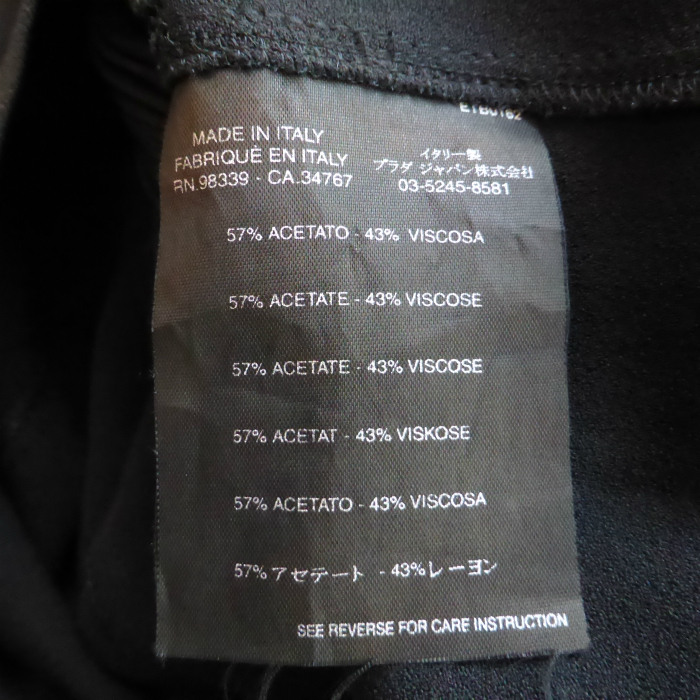 MADE IN ITALY
FABRIQUÉ EN ITALY
RN.98339 - CA.34767
イタリー製
プラダ ジャパン株式会社
03-5245-8581
57% ACETATO - 43% VISCOSA
57% ACETATE - 43% VISCOSE
57% ACETATE - 43% VISCOSE
57% ACETAT - 43% VISKOSE
57% ACETATO - 43% VISCOSA
57% アセテート - 43% レーヨン
SEE REVERSE FOR CARE INSTRUCTION